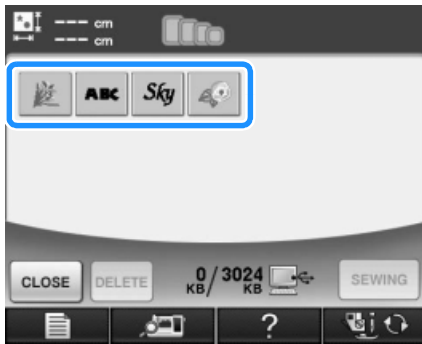 --- cm
--- cm
ABC Sky
CLOSE DELETE 0 KB / 3024 KB SEWING
?